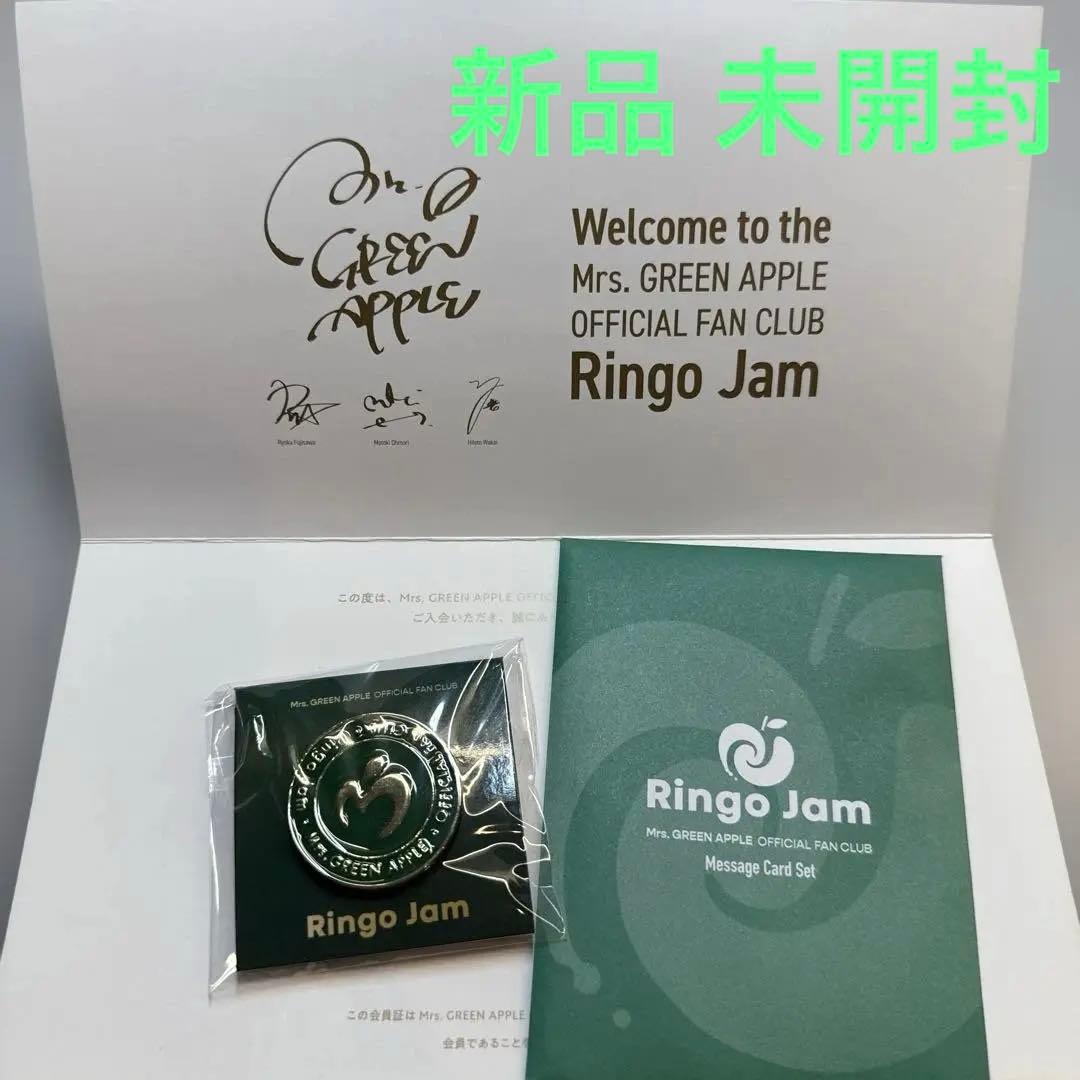 新品 未開封
Mrs.
GREEN
APPLE
Welcome to the
Mrs. GREEN APPLE
OFFICIAL FAN CLUB
Ringo Jam
Ryoka Fujisawa
Motoki Ohmori
Hiroto Wakai
この度は、Mrs. GREEN APPLE OFFIC
ご入会いただき、誠にあ
Mrs. GREEN APPLE OFFICIAL FAN CLUB
Mrs. GREEN APPLE
Ringo Jam
Ringo Jam
Mrs. GREEN APPLE OFFICIAL FAN CLUB
Message Card Set
この会員証は Mrs. GREEN APPLE
会員であること